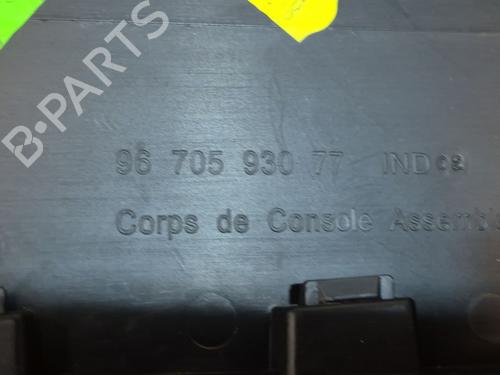 B-PARTS
96 705 930 77 IND
Corps de Console